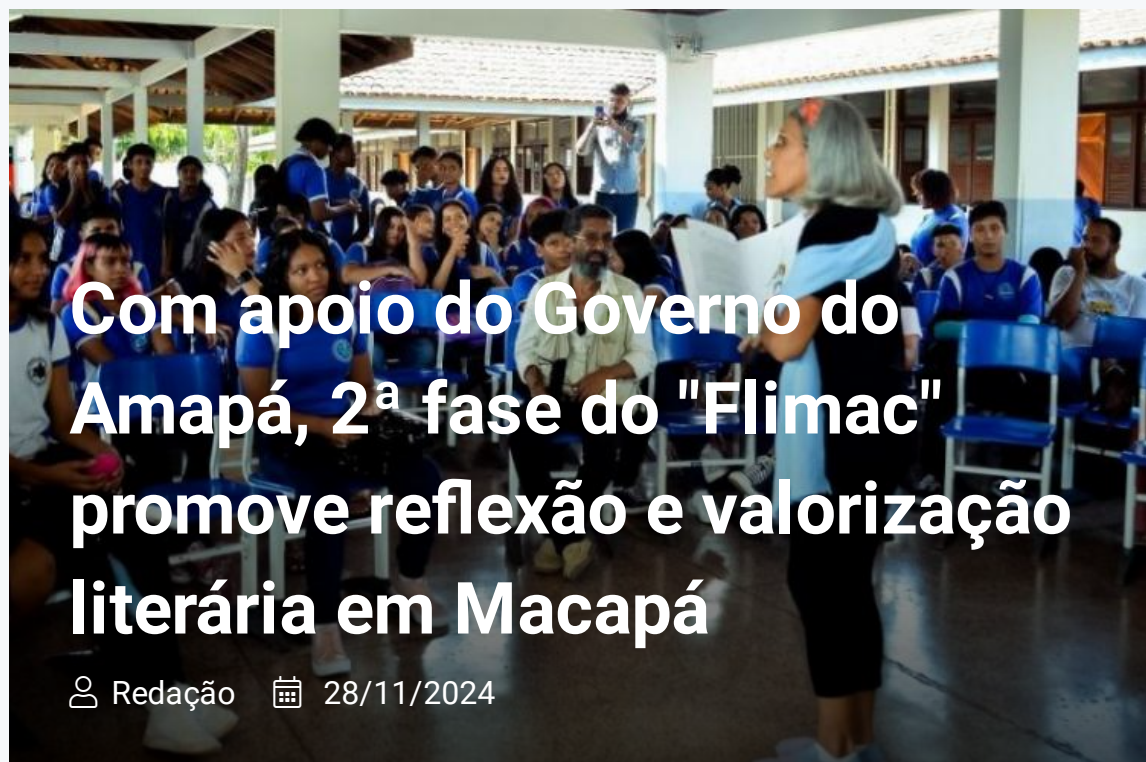 Com apoio do Governo do
Amapá, 2ª fase do "Flimac"
promove reflexão e valorização
literária em Macapá
Redação 28/11/2024